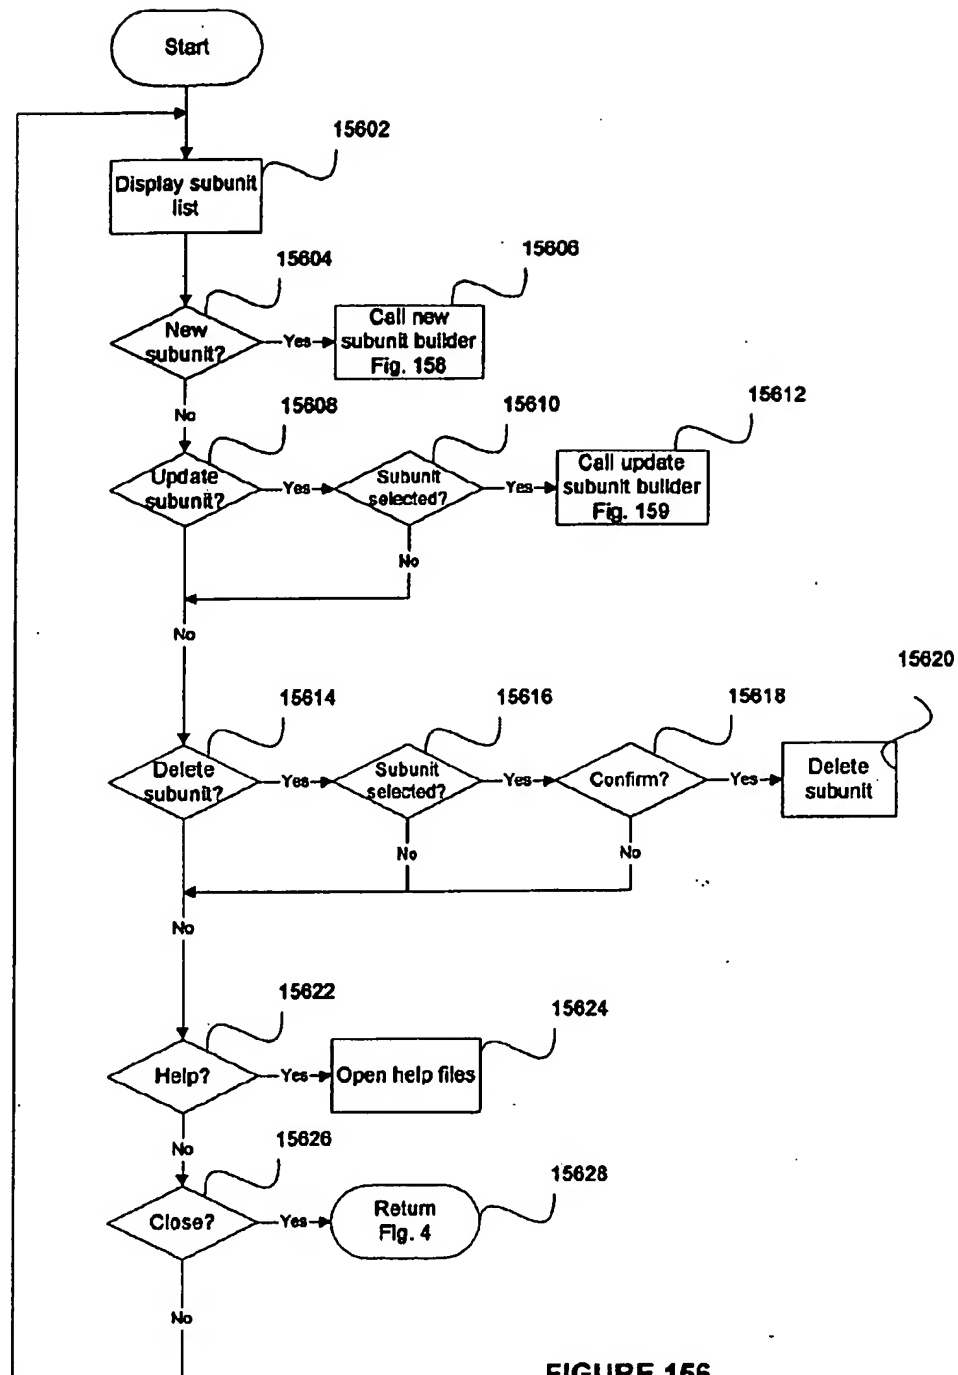 Start
15602
Display subunit
list
15604
15606
New
subunit?
Yes
Call new
subunit builder
Fig. 158
No
15608
15610
15612
Update
subunit?
Yes
Subunit
selected?
Yes
Call update
subunit builder
Fig. 159
No
No
15614
15616
15618
15620
Delete
subunit?
Yes
Subunit
selected?
Yes
Confirm?
Yes
Delete
subunit
No
No
No
15622
15624
Help?
Yes
Open help files
No
15626
15628
Close?
Yes
Return
Fig. 4
No
FIGURE 156